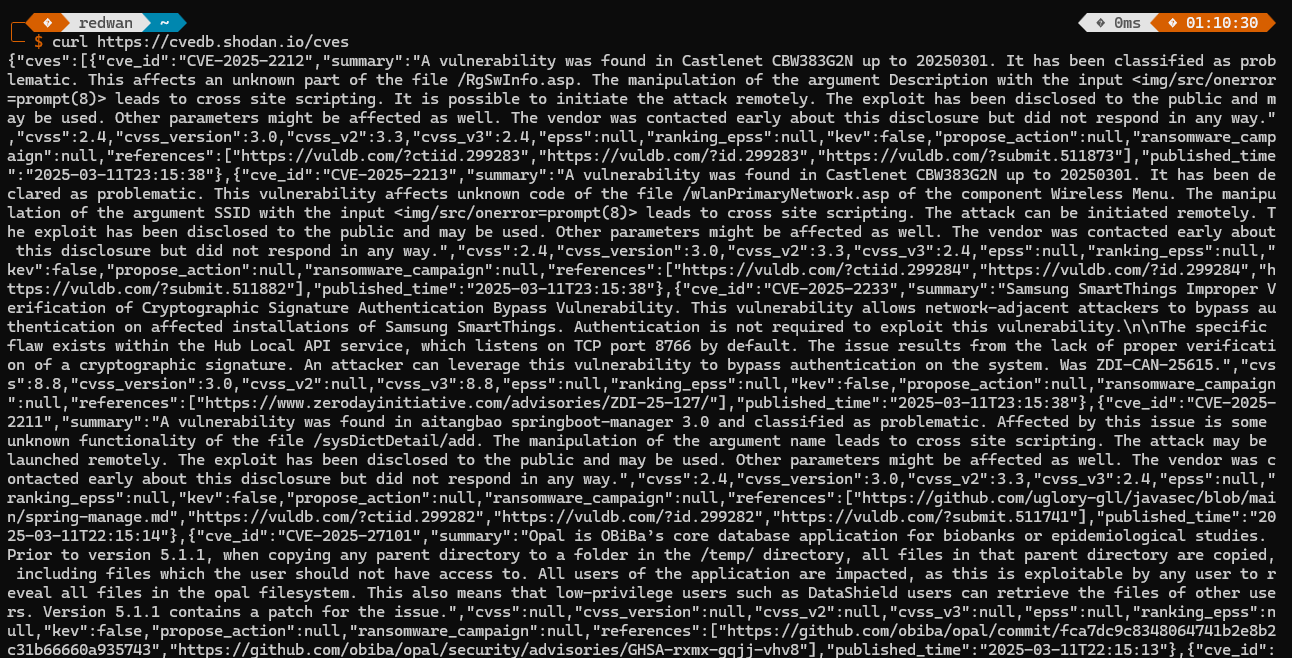 � redwan ~ � 0ms � 01:10:30
$ curl https://cvedb.shodan.io/cves
{"cves":[{"cve_id":"CVE-2025-2212","summary":"A vulnerability was found in Castlenet CBW383G2N up to 20250301. It has been classified as prob
lematic. This affects an unknown part of the file /RgSwInfo.asp. The manipulation of the argument Description with the input <img/src/onerror
=prompt(8)> leads to cross site scripting. It is possible to initiate the attack remotely. The exploit has been disclosed to the public and m
ay be used. Other parameters might be affected as well. The vendor was contacted early about this disclosure but did not respond in any way."
,"cvss":2.4,"cvss_version":3.0,"cvss_v2":3.3,"cvss_v3":2.4,"epss":null,"ranking_epss":null,"kev":false,"propose_action":null,"ransomware_camp
aign":null,"references":["https://vuldb.com/?ctiid.299283","https://vuldb.com/?id.299283","https://vuldb.com/?submit.511873"],"published_time
":"2025-03-11T23:15:38"},{"cve_id":"CVE-2025-2213","summary":"A vulnerability was found in Castlenet CBW383G2N up to 20250301. It has been de
clared as problematic. This vulnerability affects unknown code of the file /wlanPrimaryNetwork.asp of the component Wireless Menu. The manipu
lation of the argument SSID with the input <img/src/onerror=prompt(8)> leads to cross site scripting. The attack can be initiated remotely. T
he exploit has been disclosed to the public and may be used. Other parameters might be affected as well. The vendor was contacted early about
 this disclosure but did not respond in any way.","cvss":2.4,"cvss_version":3.0,"cvss_v2":3.3,"cvss_v3":2.4,"epss":null,"ranking_epss":null,"
kev":false,"propose_action":null,"ransomware_campaign":null,"references":["https://vuldb.com/?ctiid.299284","https://vuldb.com/?id.299284","h
ttps://vuldb.com/?submit.511882"],"published_time":"2025-03-11T23:15:38"},{"cve_id":"CVE-2025-2233","summary":"Samsung SmartThings Improper V
erification of Cryptographic Signature Authentication Bypass Vulnerability. This vulnerability allows network-adjacent attackers to bypass au
thentication on affected installations of Samsung SmartThings. Authentication is not required to exploit this vulnerability.\n\nThe specific
flaw exists within the Hub Local API service, which listens on TCP port 8766 by default. The issue results from the lack of proper verificati
on of a cryptographic signature. An attacker can leverage this vulnerability to bypass authentication on the system. Was ZDI-CAN-25615.","cvs
s":8.8,"cvss_version":3.0,"cvss_v2":null,"cvss_v3":8.8,"epss":null,"ranking_epss":null,"kev":false,"propose_action":null,"ransomware_campaign
":null,"references":["https://www.zerodayinitiative.com/advisories/ZDI-25-127/"],"published_time":"2025-03-11T23:15:38"},{"cve_id":"CVE-2025-
2211","summary":"A vulnerability was found in aitangbao springboot-manager 3.0 and classified as problematic. Affected by this issue is some
unknown functionality of the file /sysDictDetail/add. The manipulation of the argument name leads to cross site scripting. The attack may be
launched remotely. The exploit has been disclosed to the public and may be used. Other parameters might be affected as well. The vendor was c
ontacted early about this disclosure but did not respond in any way.","cvss":2.4,"cvss_version":3.0,"cvss_v2":3.3,"cvss_v3":2.4,"epss":null,"
ranking_epss":null,"kev":false,"propose_action":null,"ransomware_campaign":null,"references":["https://github.com/uglory-gll/javasec/blob/mai
n/spring-manage.md","https://vuldb.com/?ctiid.299282","https://vuldb.com/?id.299282","https://vuldb.com/?submit.511741"],"published_time":"20
25-03-11T22:15:14"},{"cve_id":"CVE-2025-27101","summary":"Opal is OBiBa's core database application for biobanks or epidemiological studies.
Prior to version 5.1.1, when copying any parent directory to a folder in the /temp/ directory, all files in that parent directory are copied,
 including files which the user should not have access to. All users of the application are impacted, as this is exploitable by any user to r
eveal all files in the opal filesystem. This also means that low-privilege users such as DataShield users can retrieve the files of other use
rs. Version 5.1.1 contains a patch for the issue.","cvss":null,"cvss_version":null,"cvss_v2":null,"cvss_v3":null,"epss":null,"ranking_epss":n
ull,"kev":false,"propose_action":null,"ransomware_campaign":null,"references":["https://github.com/obiba/opal/commit/fca7dc9c8348064741b2e8b2
c31b66660a935743","https://github.com/obiba/opal/security/advisories/GHSA-rxmx-gqjj-vhv8"],"published_time":"2025-03-11T22:15:13"},{"cve_id":